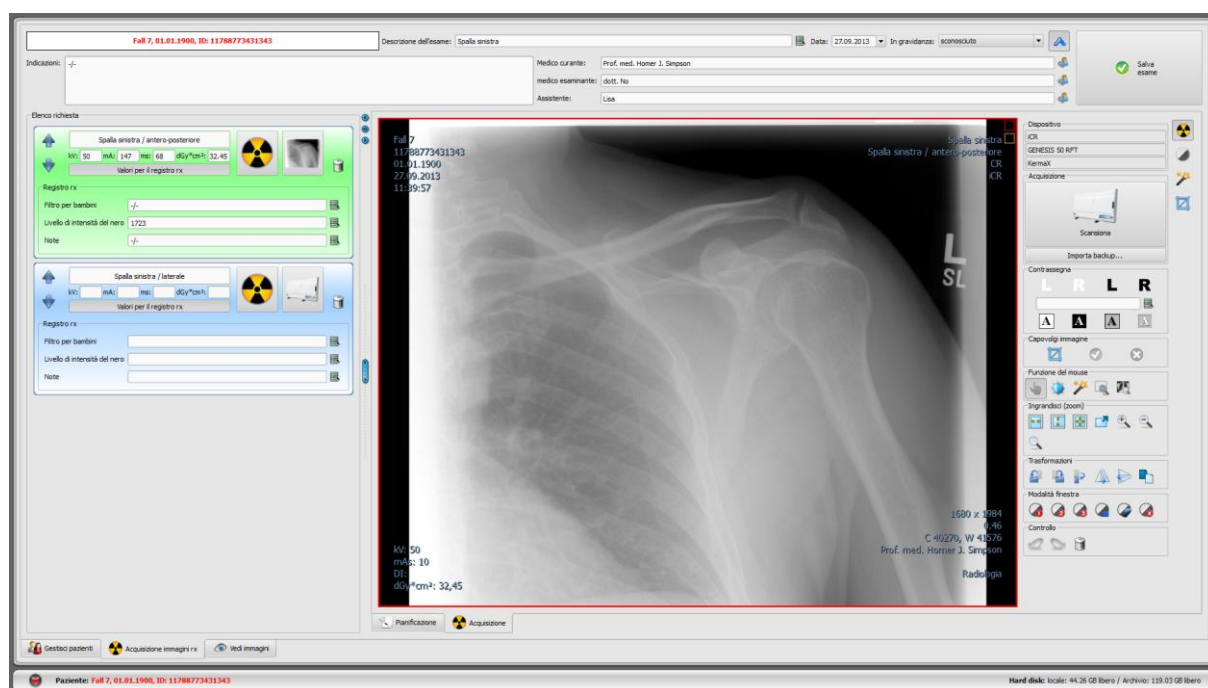 Fall 7, 01.01.1900, ID: 11788773431343
Descrizione dell'esame: Spalla sinistra
Data: 27.09.2013
In gravidanza: sconosciuto
Salva esame
Indicazioni: -/-
Medico curante: Prof. med. Homer J. Simpson
medico esaminante: dott. No
Assistente: Lisa
Elenco richiesta
Spalla sinistra / antero-posteriore
kV: 50 mA: 147 ms: 68 dGy*cm²: 32.45
Valori per il registro rx
Registro rx
Filtro per bambini -/-
Livello di intensità del nero 1723
Note -/-
Spalla sinistra / laterale
kV: mA: ms: dGy*cm²:
Valori per il registro rx
Registro rx
Filtro per bambini
Livello di intensità del nero
Note
Fall 7
11788773431343
01.01.1900
27.09.2013
11:39:57
Spalla sinistra
Spalla sinistra / antero-posteriore
CR
iCR
L
SL
1680 x 1984
0.46
C 40270, W 41576
Prof. med. Homer J. Simpson
Radiologia
kV: 50
mAs: 10
DI:
dGy*cm²: 32,45
Dispositivo
iCR
GENESIS 50 RFT
KermaX
Acquisizione
Scansiona
Importa backup...
Contrassegna
L R L R
A A A A
Capovolgi immagine
Funzione del mouse
Ingrandisci (zoom)
Trasformazioni
Modalità finestra
Controllo
Pianificazione
Acquisizione
Gestisci pazienti
Acquisizione immagini rx
Vedi immagini
Paziente: Fall 7, 01.01.1900, ID: 11788773431343
Hard disk: locale: 44.26 GB libero / Archivio: 119.03 GB libero